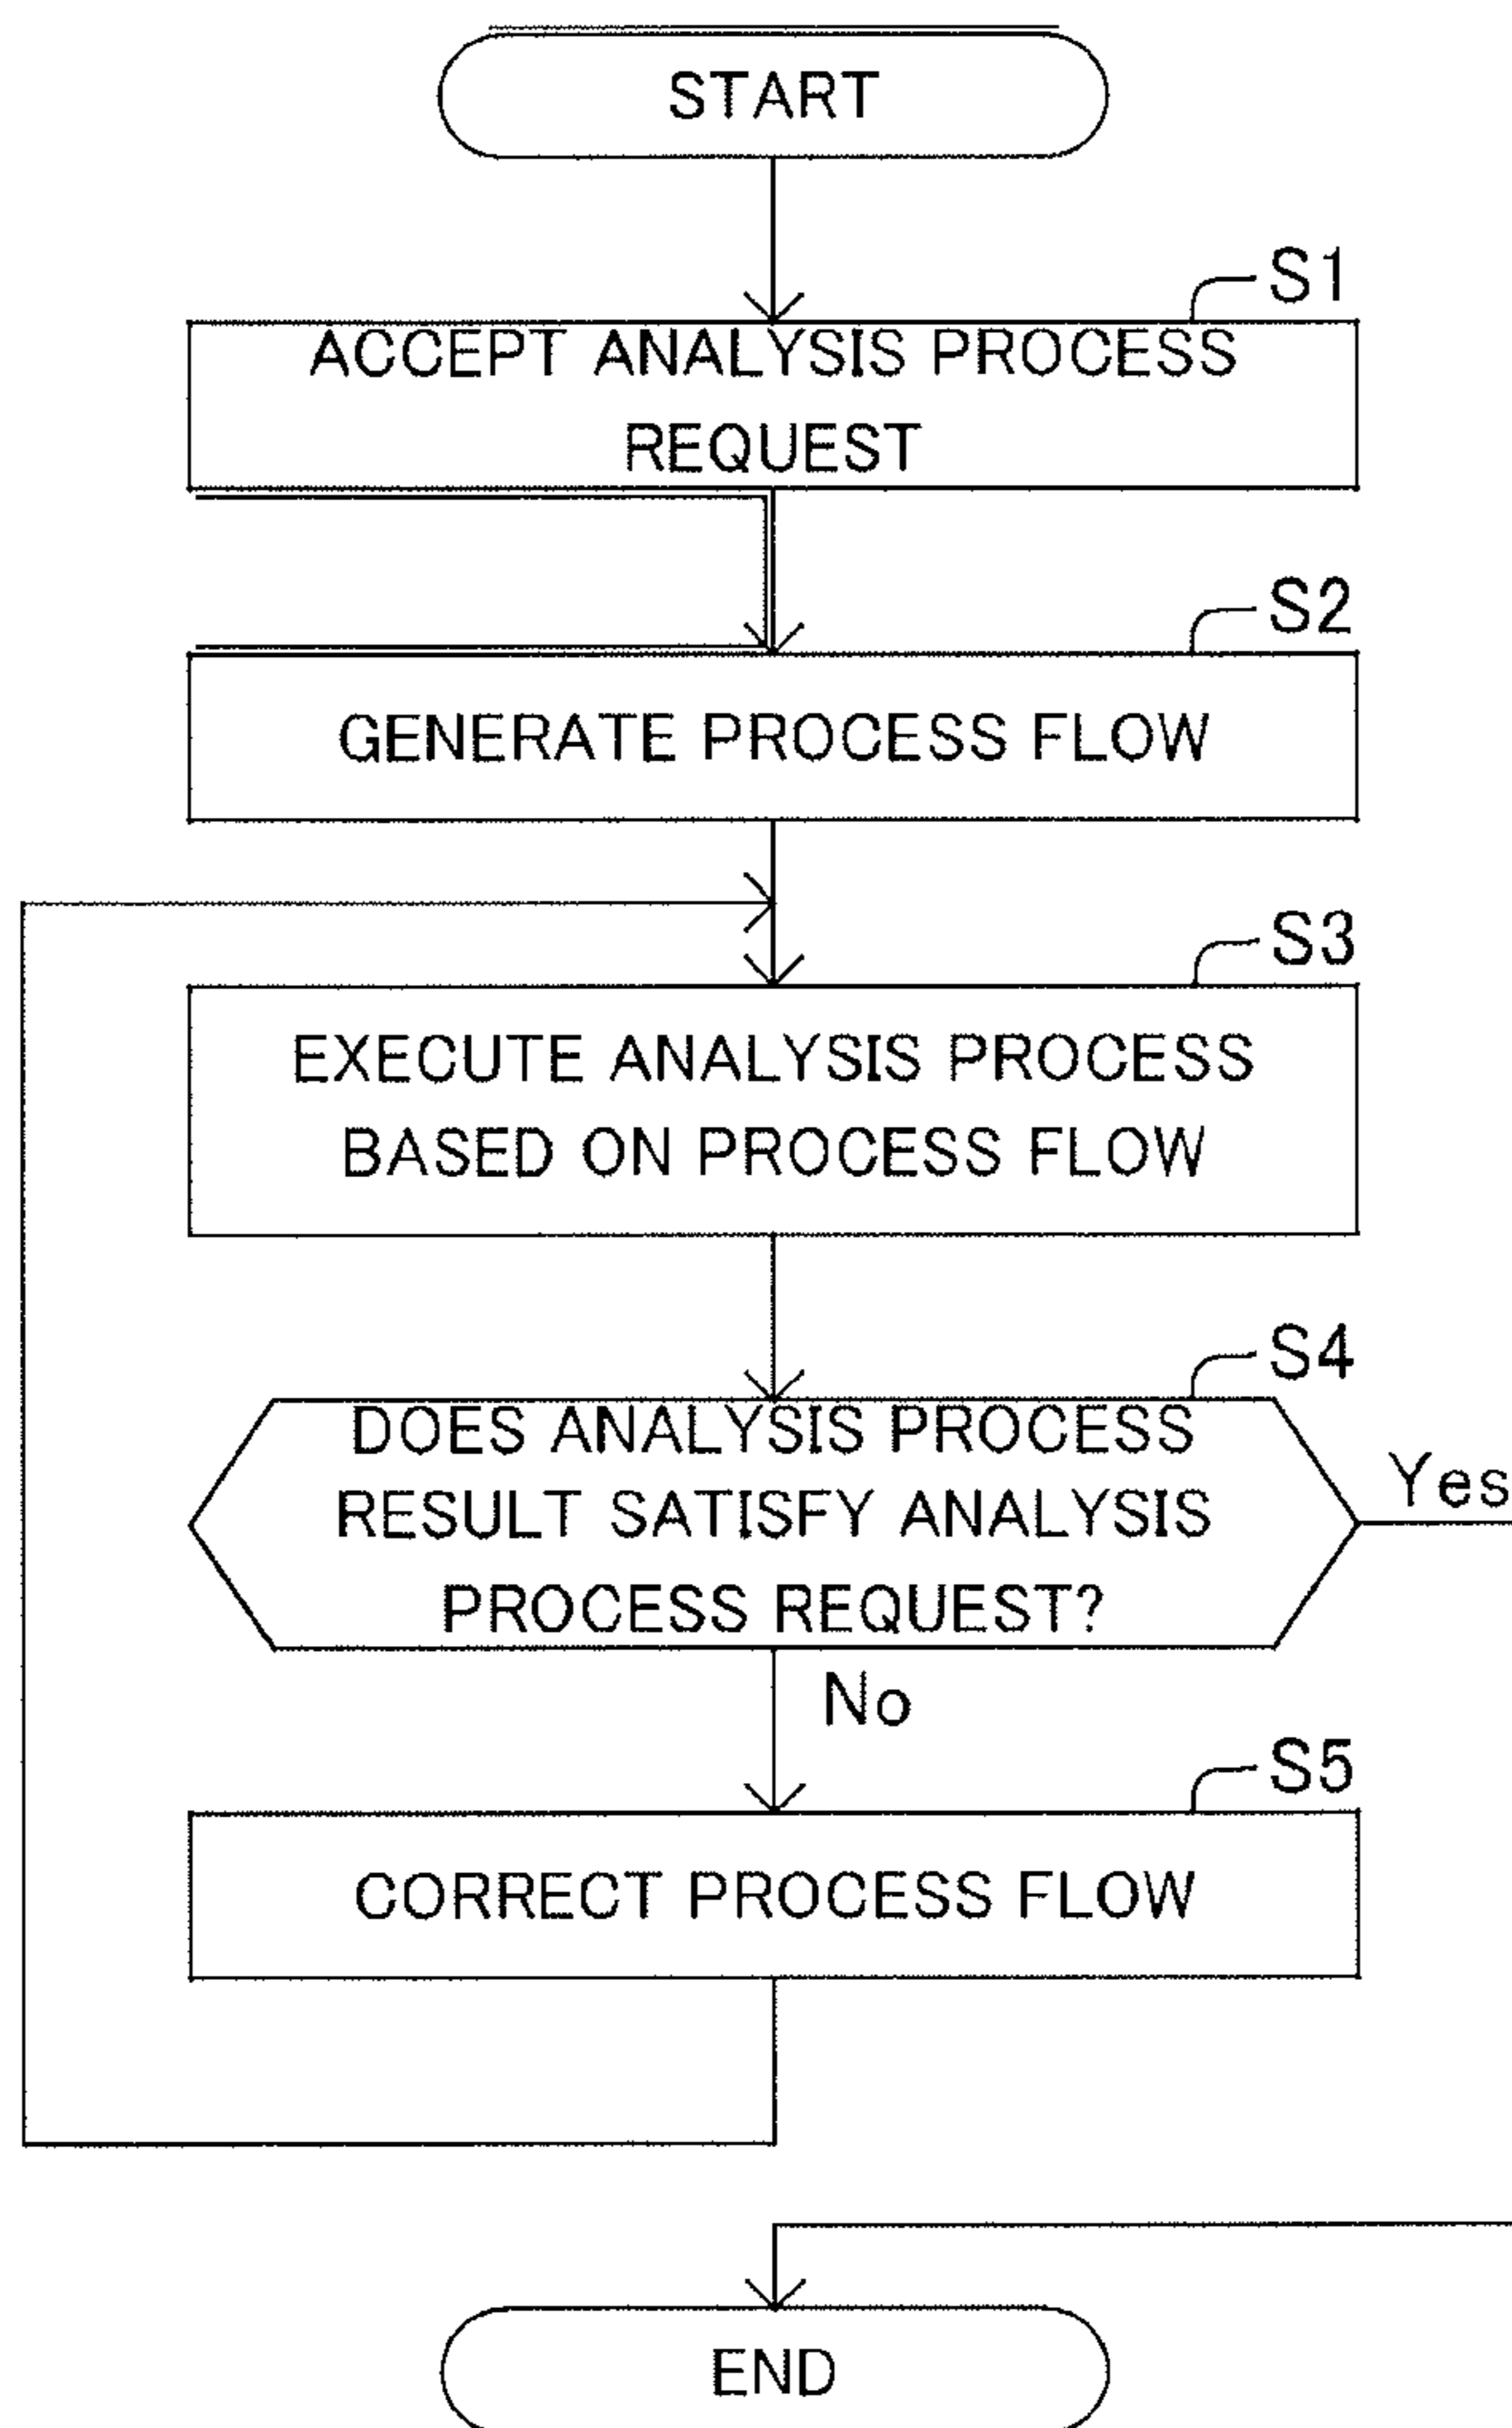 START
S1
ACCEPT ANALYSIS PROCESS
REQUEST
S2
GENERATE PROCESS FLOW
S3
EXECUTE ANALYSIS PROCESS
BASED ON PROCESS FLOW
S4
DOES ANALYSIS PROCESS
RESULT SATISFY ANALYSIS
PROCESS REQUEST?
Yes
No
S5
CORRECT PROCESS FLOW
END